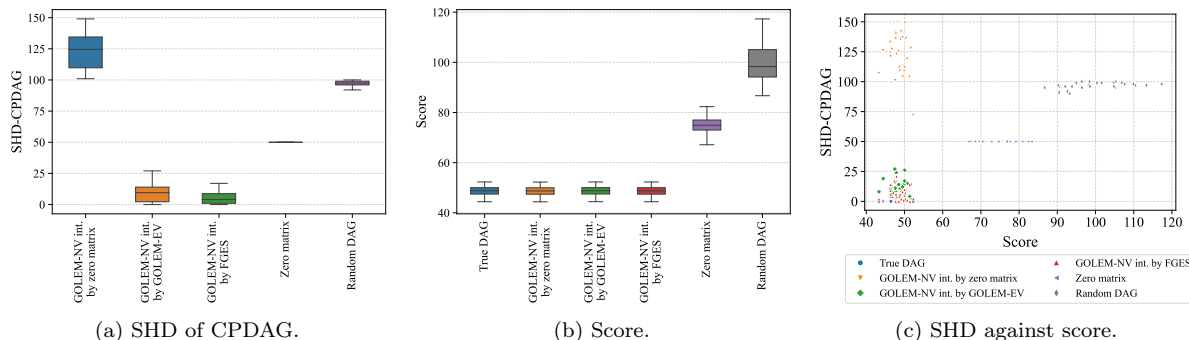 150
125
100
75
50
25
0
SHD-CPDAG
GOLEM-NV int.
by zero matrix
GOLEM-NV int.
by GOLEM-EV
GOLEM-NV int.
by FGES
Zero matrix
Random DAG
(a) SHD of CPDAG.
120
100
80
60
40
Score
True DAG
GOLEM-NV int.
by zero matrix
GOLEM-NV int.
by GOLEM-EV
GOLEM-NV int.
by FGES
Zero matrix
Random DAG
(b) Score.
150
125
100
75
50
25
0
SHD-CPDAG
40 50 60 70 80 90 100 110 120
Score
True DAG
GOLEM-NV int. by zero matrix
GOLEM-NV int. by GOLEM-EV
GOLEM-NV int. by FGES
Zero matrix
Random DAG
(c) SHD against score.